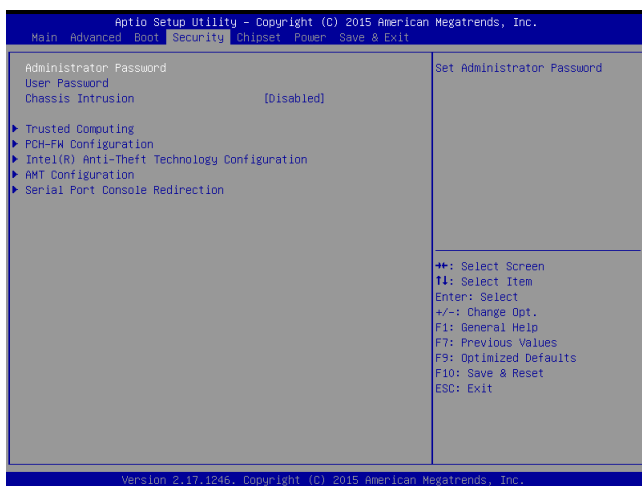 Aptio Setup Utility – Copyright (C) 2015 American Megatrends, Inc.
Main Advanced Boot Security Chipset Power Save & Exit
Administrator Password
User Password
Chassis Intrusion [Disabled]
▶ Trusted Computing
▶ PCH-FW Configuration
▶ Intel(R) Anti-Theft Technology Configuration
▶ AMT Configuration
▶ Serial Port Console Redirection
Set Administrator Password
→←: Select Screen
↑↓: Select Item
Enter: Select
+/-: Change Opt.
F1: General Help
F7: Previous Values
F9: Optimized Defaults
F10: Save & Reset
ESC: Exit
Version 2.17.1246. Copyright (C) 2015 American Megatrends, Inc.